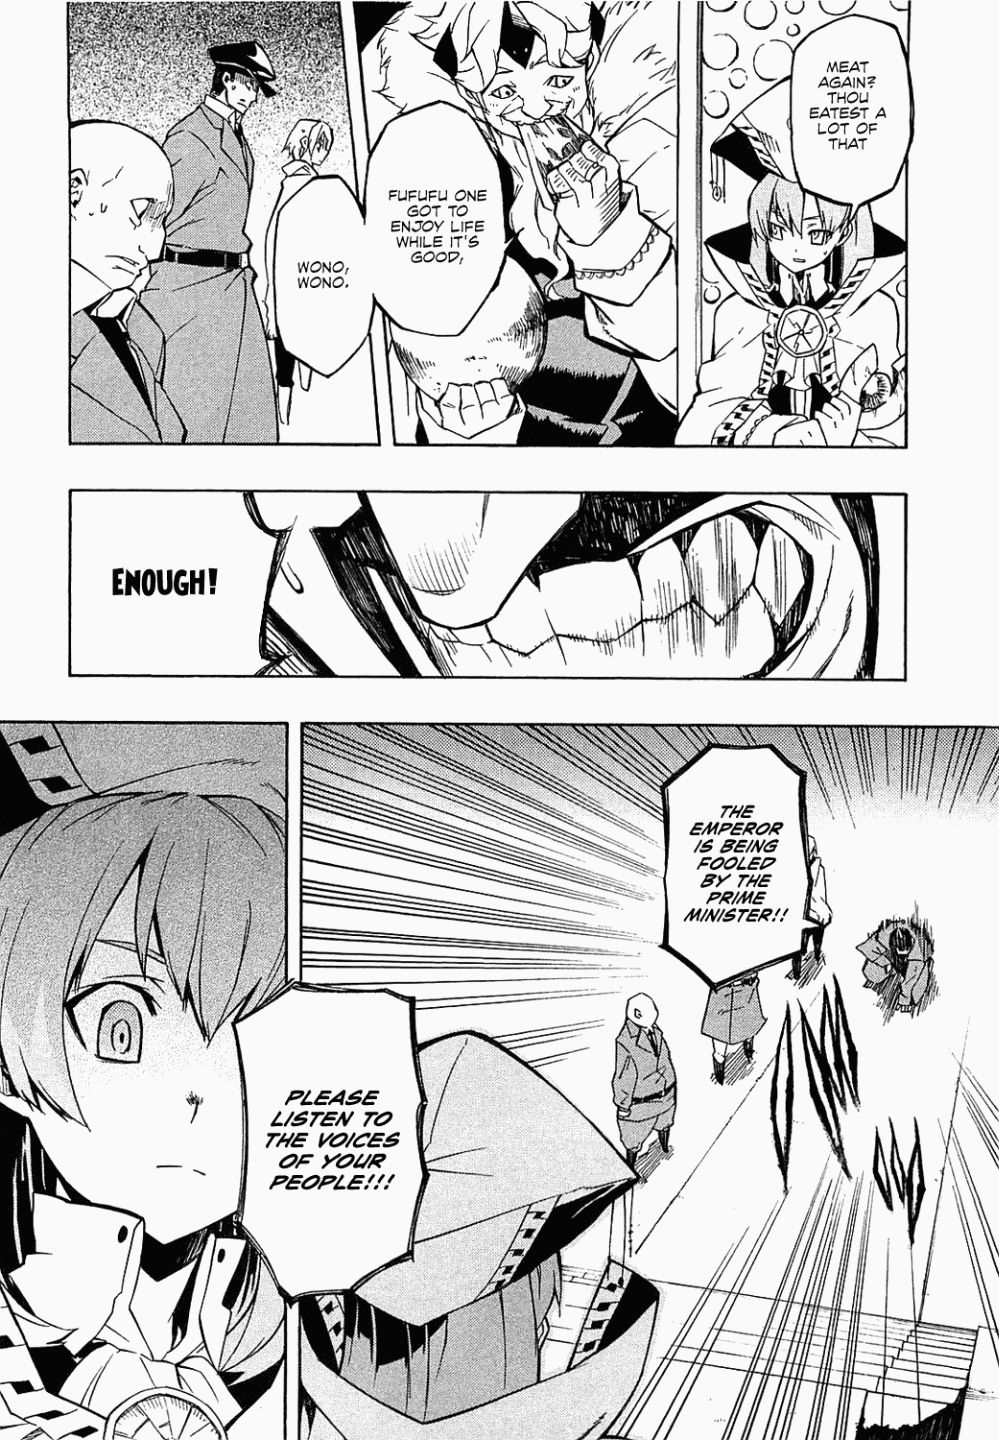 MEAT
AGAIN?
THOU
EATEST A
LOT OF
THAT
FUFUFU ONE
GOT TO
ENJOY LIFE
WHILE IT'S
GOOD,
WONO,
WONO.
ENOUGH!
THE
EMPEROR
IS BEING
FOOLED
BY THE
PRIME
MINISTER!!
PLEASE
LISTEN TO
THE VOICES
OF YOUR
PEOPLE!!!